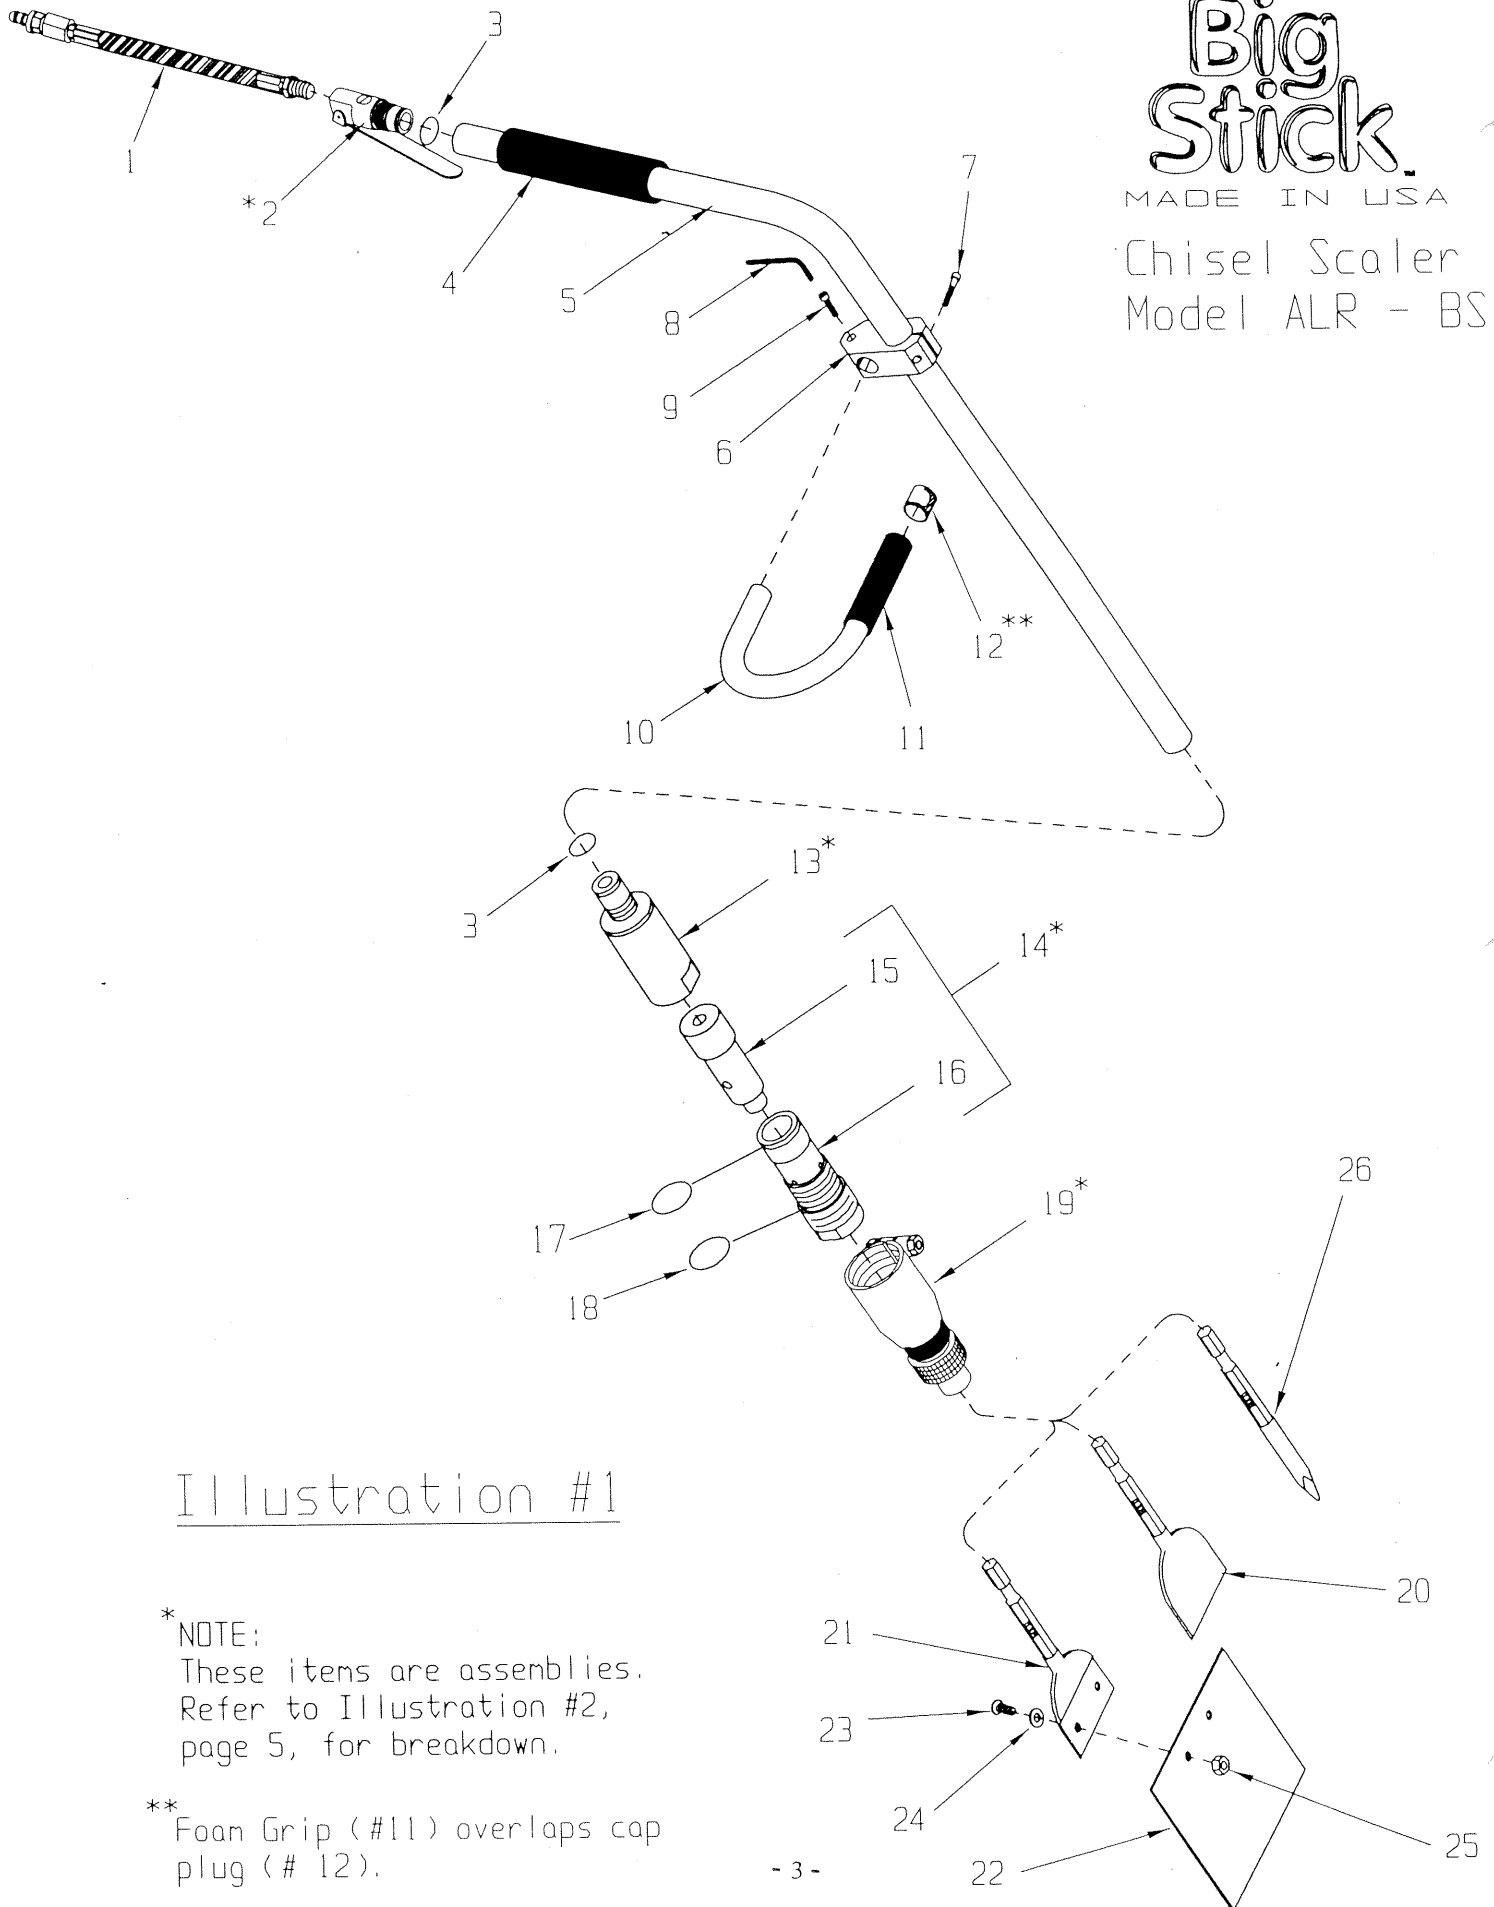 Big
Stick™
MADE IN USA
Chisel Scaler
Model ALR - BS
3
1
*2
4
5
7
8
9
6
12**
10
11
3
13*
14*
15
16
17
18
19*
26
20
21
23
24
22
25
Illustration #1
*NOTE:
These items are assemblies.
Refer to Illustration #2,
page 5, for breakdown.
**Foam Grip (#11) overlaps cap
plug (# 12).
- 3 -